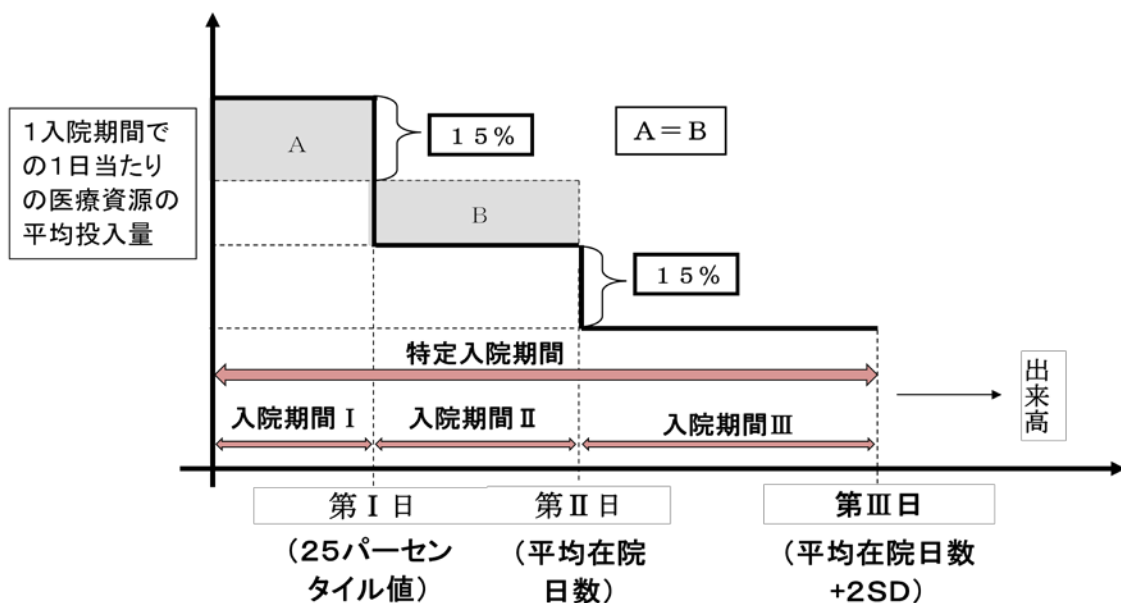 １入院期間で
の１日当たり
の医療資源の
平均投入量
A
１５%
A＝B
B
１５%
特定入院期間
出来高
入院期間Ⅰ
入院期間Ⅱ
入院期間Ⅲ
第Ⅰ日
第Ⅱ日
第Ⅲ日
（25パーセン
タイル値）
（平均在院
日数）
（平均在院日数
+2SD）